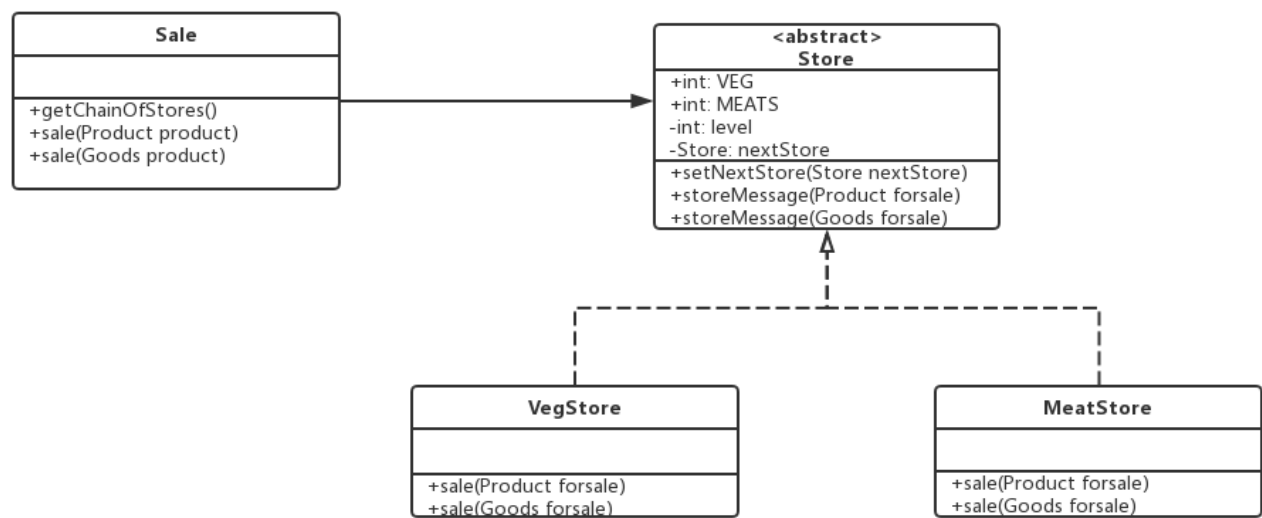 Sale
+getChainOfStores()
+sale(Product product)
+sale(Goods product)
<abstract>
Store
+int: VEG
+int: MEATS
-int: level
-Store: nextStore
+setNextStore(Store nextStore)
+storeMessage(Product forsale)
+storeMessage(Goods forsale)
VegStore
+sale(Product forsale)
+sale(Goods forsale)
MeatStore
+sale(Product forsale)
+sale(Goods forsale)